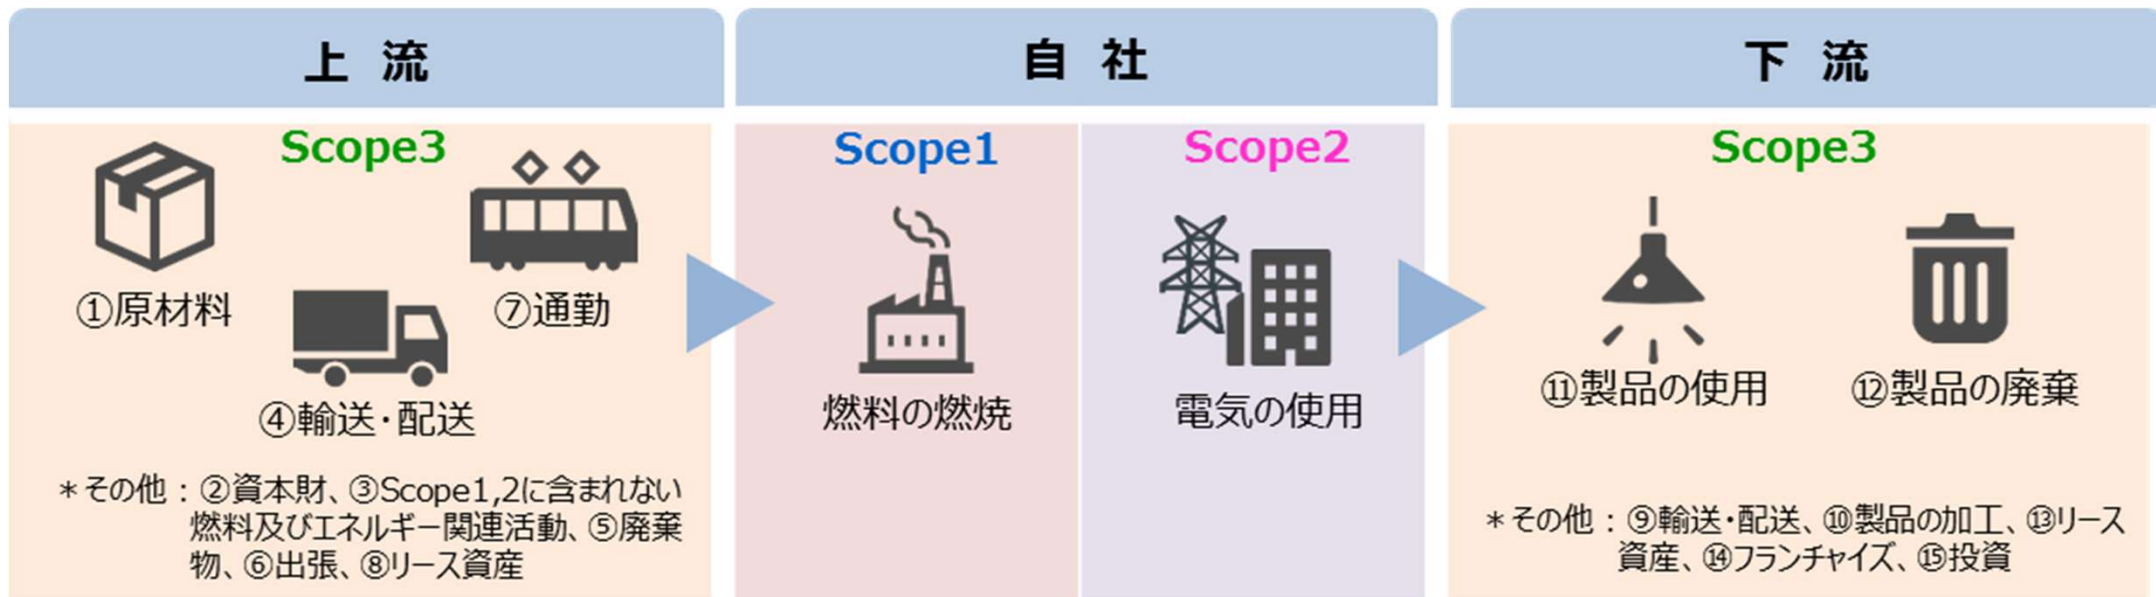 上 流
Scope3
①原材料
⑦通勤
④輸送・配送
＊その他：②資本財、③Scope1,2に含まれない
燃料及びエネルギー関連活動、⑤廃棄
物、⑥出張、⑧リース資産
自 社
Scope1
燃料の燃焼
Scope2
電気の使用
下 流
Scope3
⑪製品の使用
⑫製品の廃棄
＊その他：⑨輸送・配送、⑩製品の加工、⑬リース
資産、⑭フランチャイズ、⑮投資